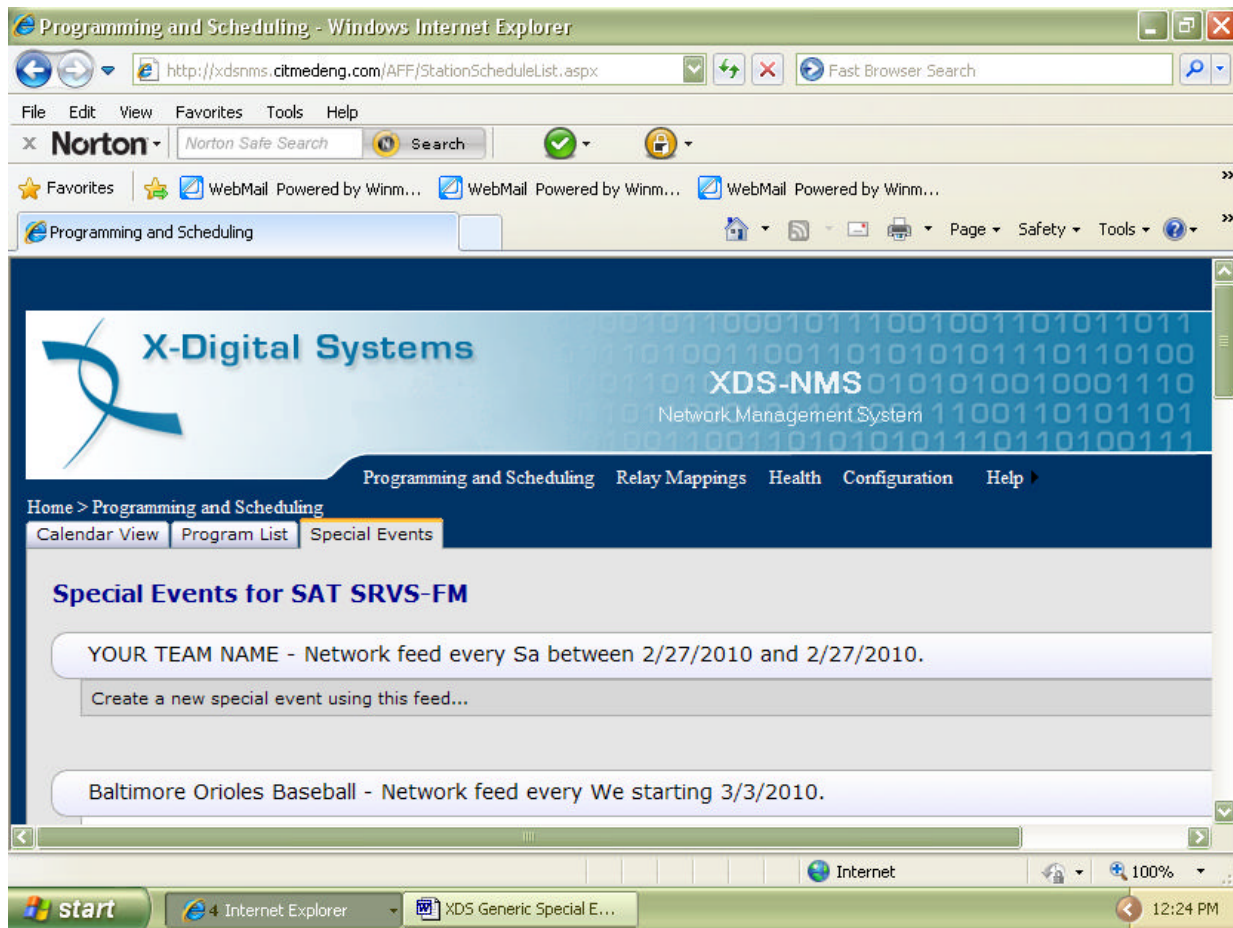 Programming and Scheduling - Windows Internet Explorer
http://xdsnms.citmedeng.com/AFF/StationScheduleList.aspx
Fast Browser Search
File Edit View Favorites Tools Help
x Norton Norton Safe Search Search
Favorites WebMail Powered by Winm... WebMail Powered by Winm... WebMail Powered by Winm... »
Programming and Scheduling Page Safety Tools »
X-Digital Systems
XDS-NMS
Network Management System
Programming and Scheduling Relay Mappings Health Configuration Help
Home > Programming and Scheduling
Calendar View Program List Special Events
Special Events for SAT SRVS-FM
YOUR TEAM NAME - Network feed every Sa between 2/27/2010 and 2/27/2010.
Create a new special event using this feed...
Baltimore Orioles Baseball - Network feed every We starting 3/3/2010.
Internet 100%
start 4 Internet Explorer XDS Generic Special E... 12:24 PM